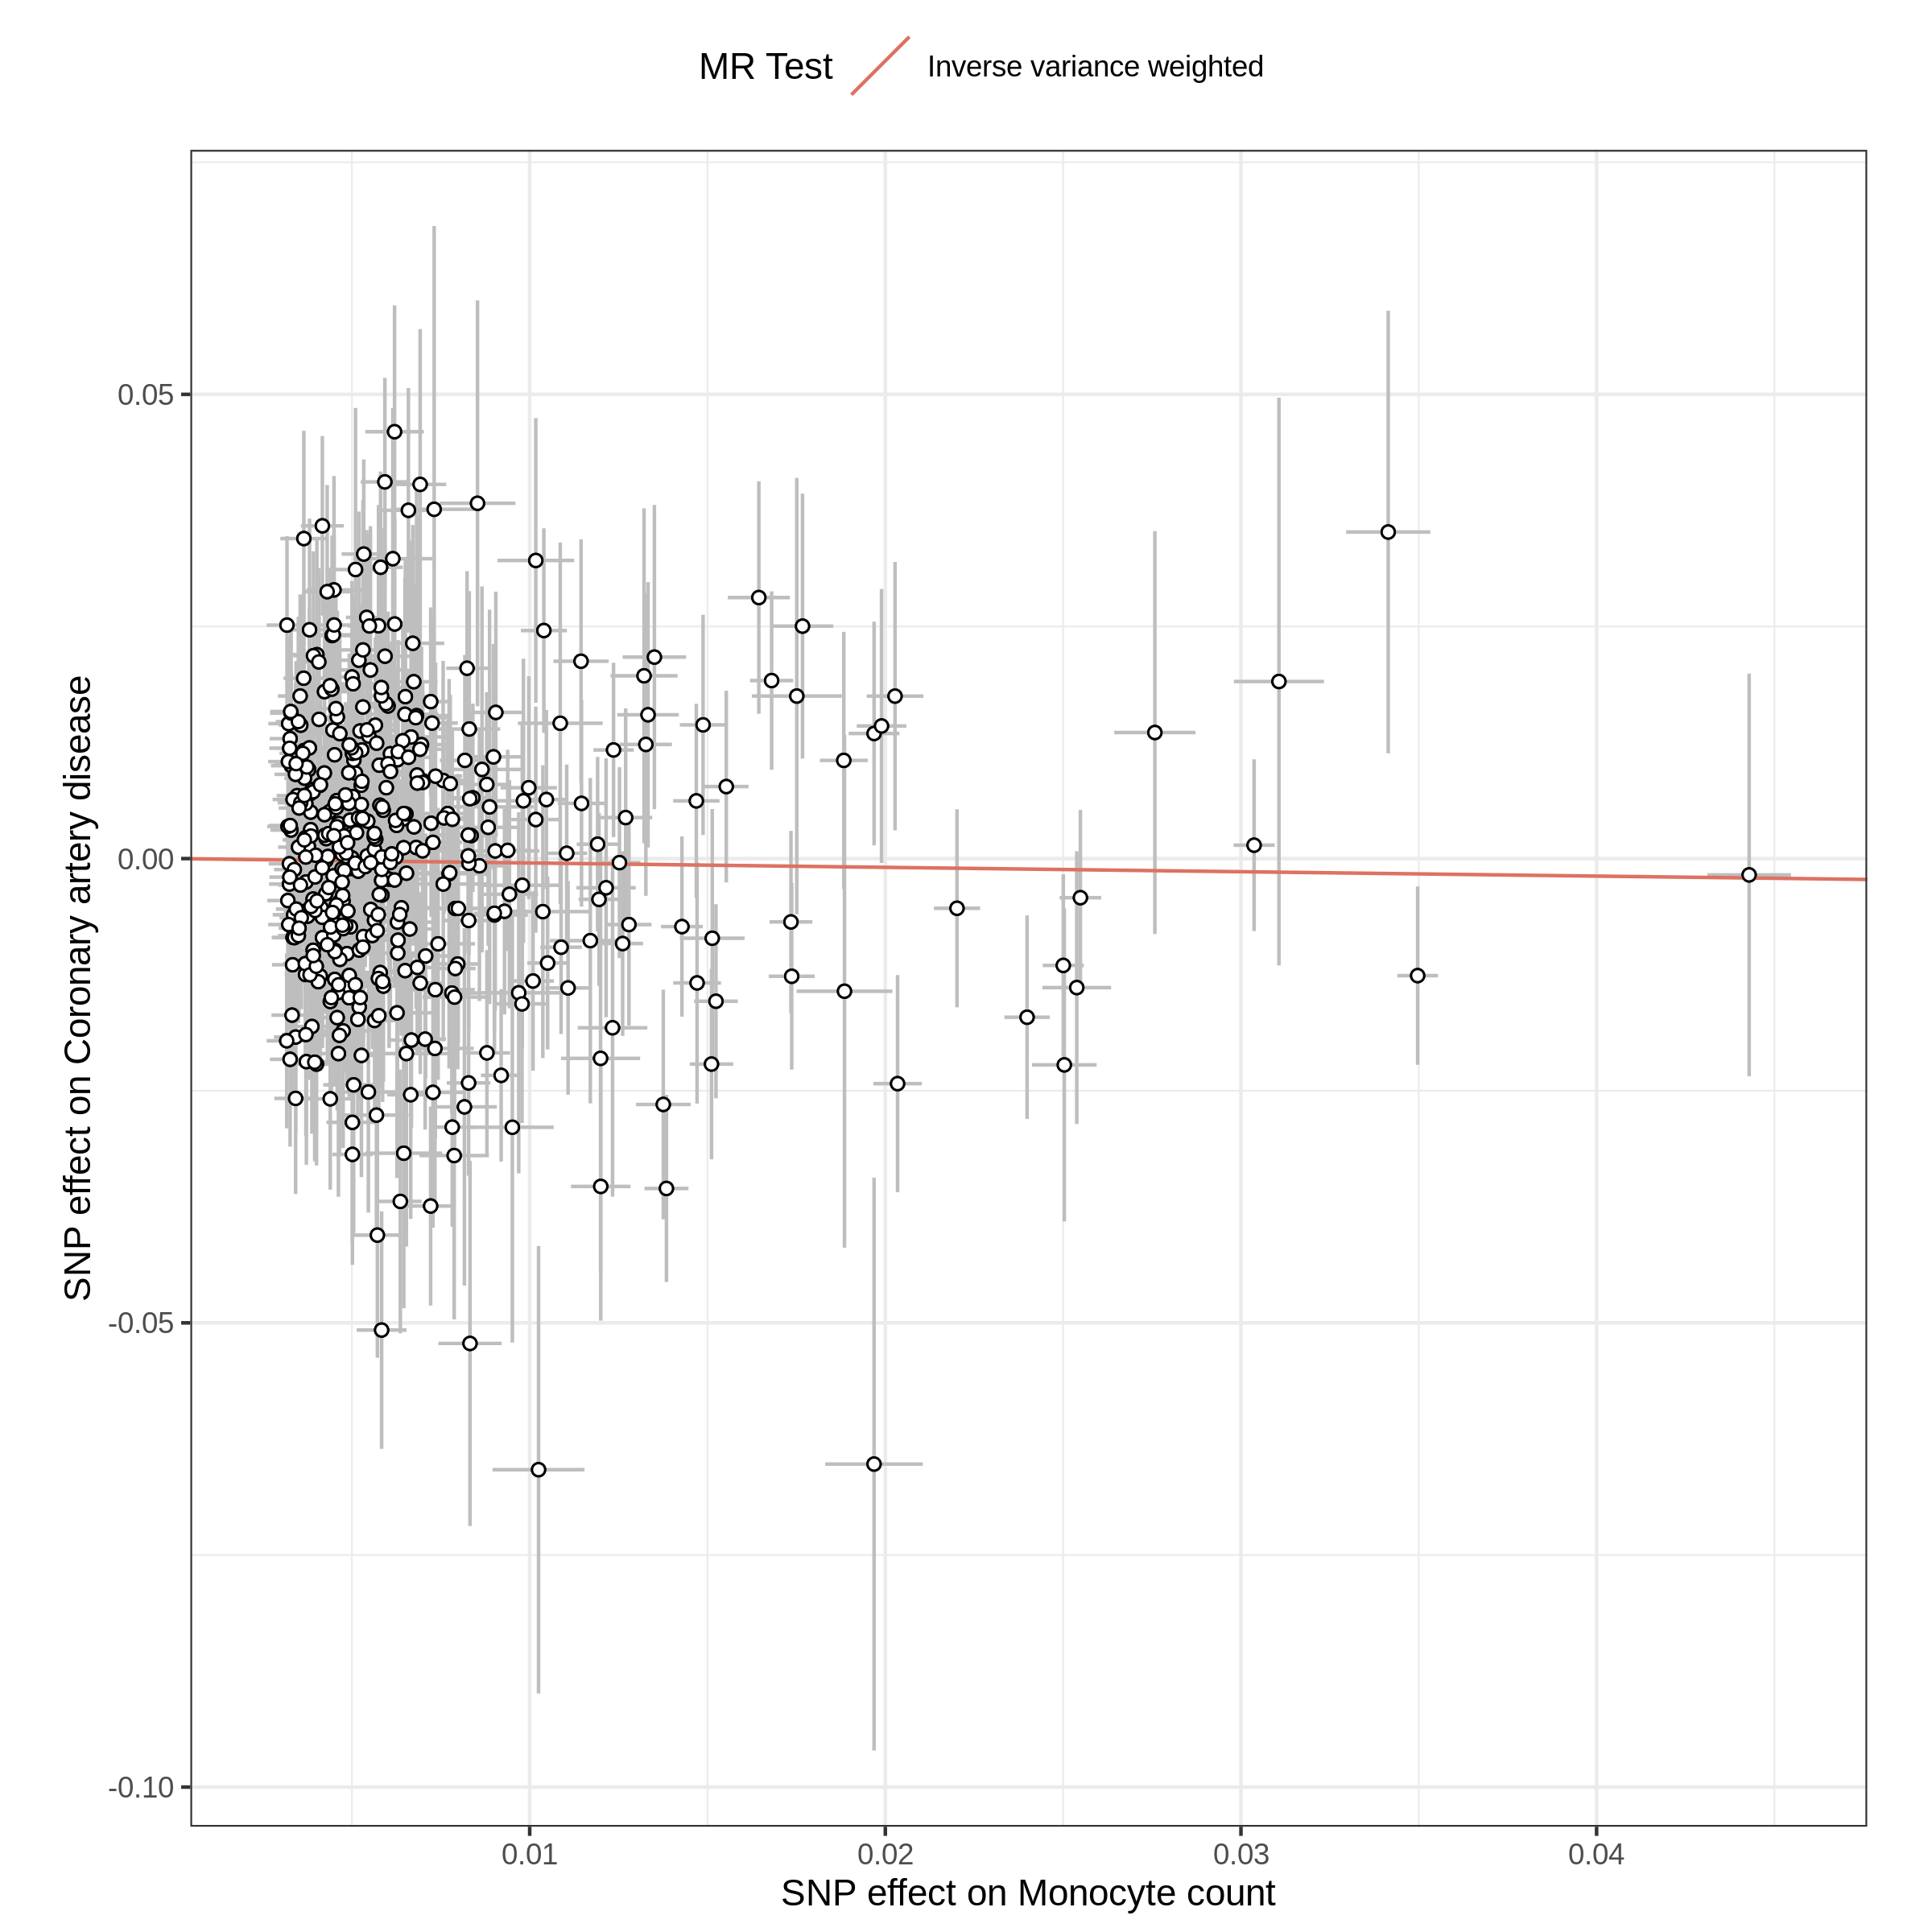 MR Test Inverse variance weighted
SNP effect on Coronary artery disease
0.05
0.00
-0.05
-0.10
0.01 0.02 0.03 0.04
SNP effect on Monocyte count